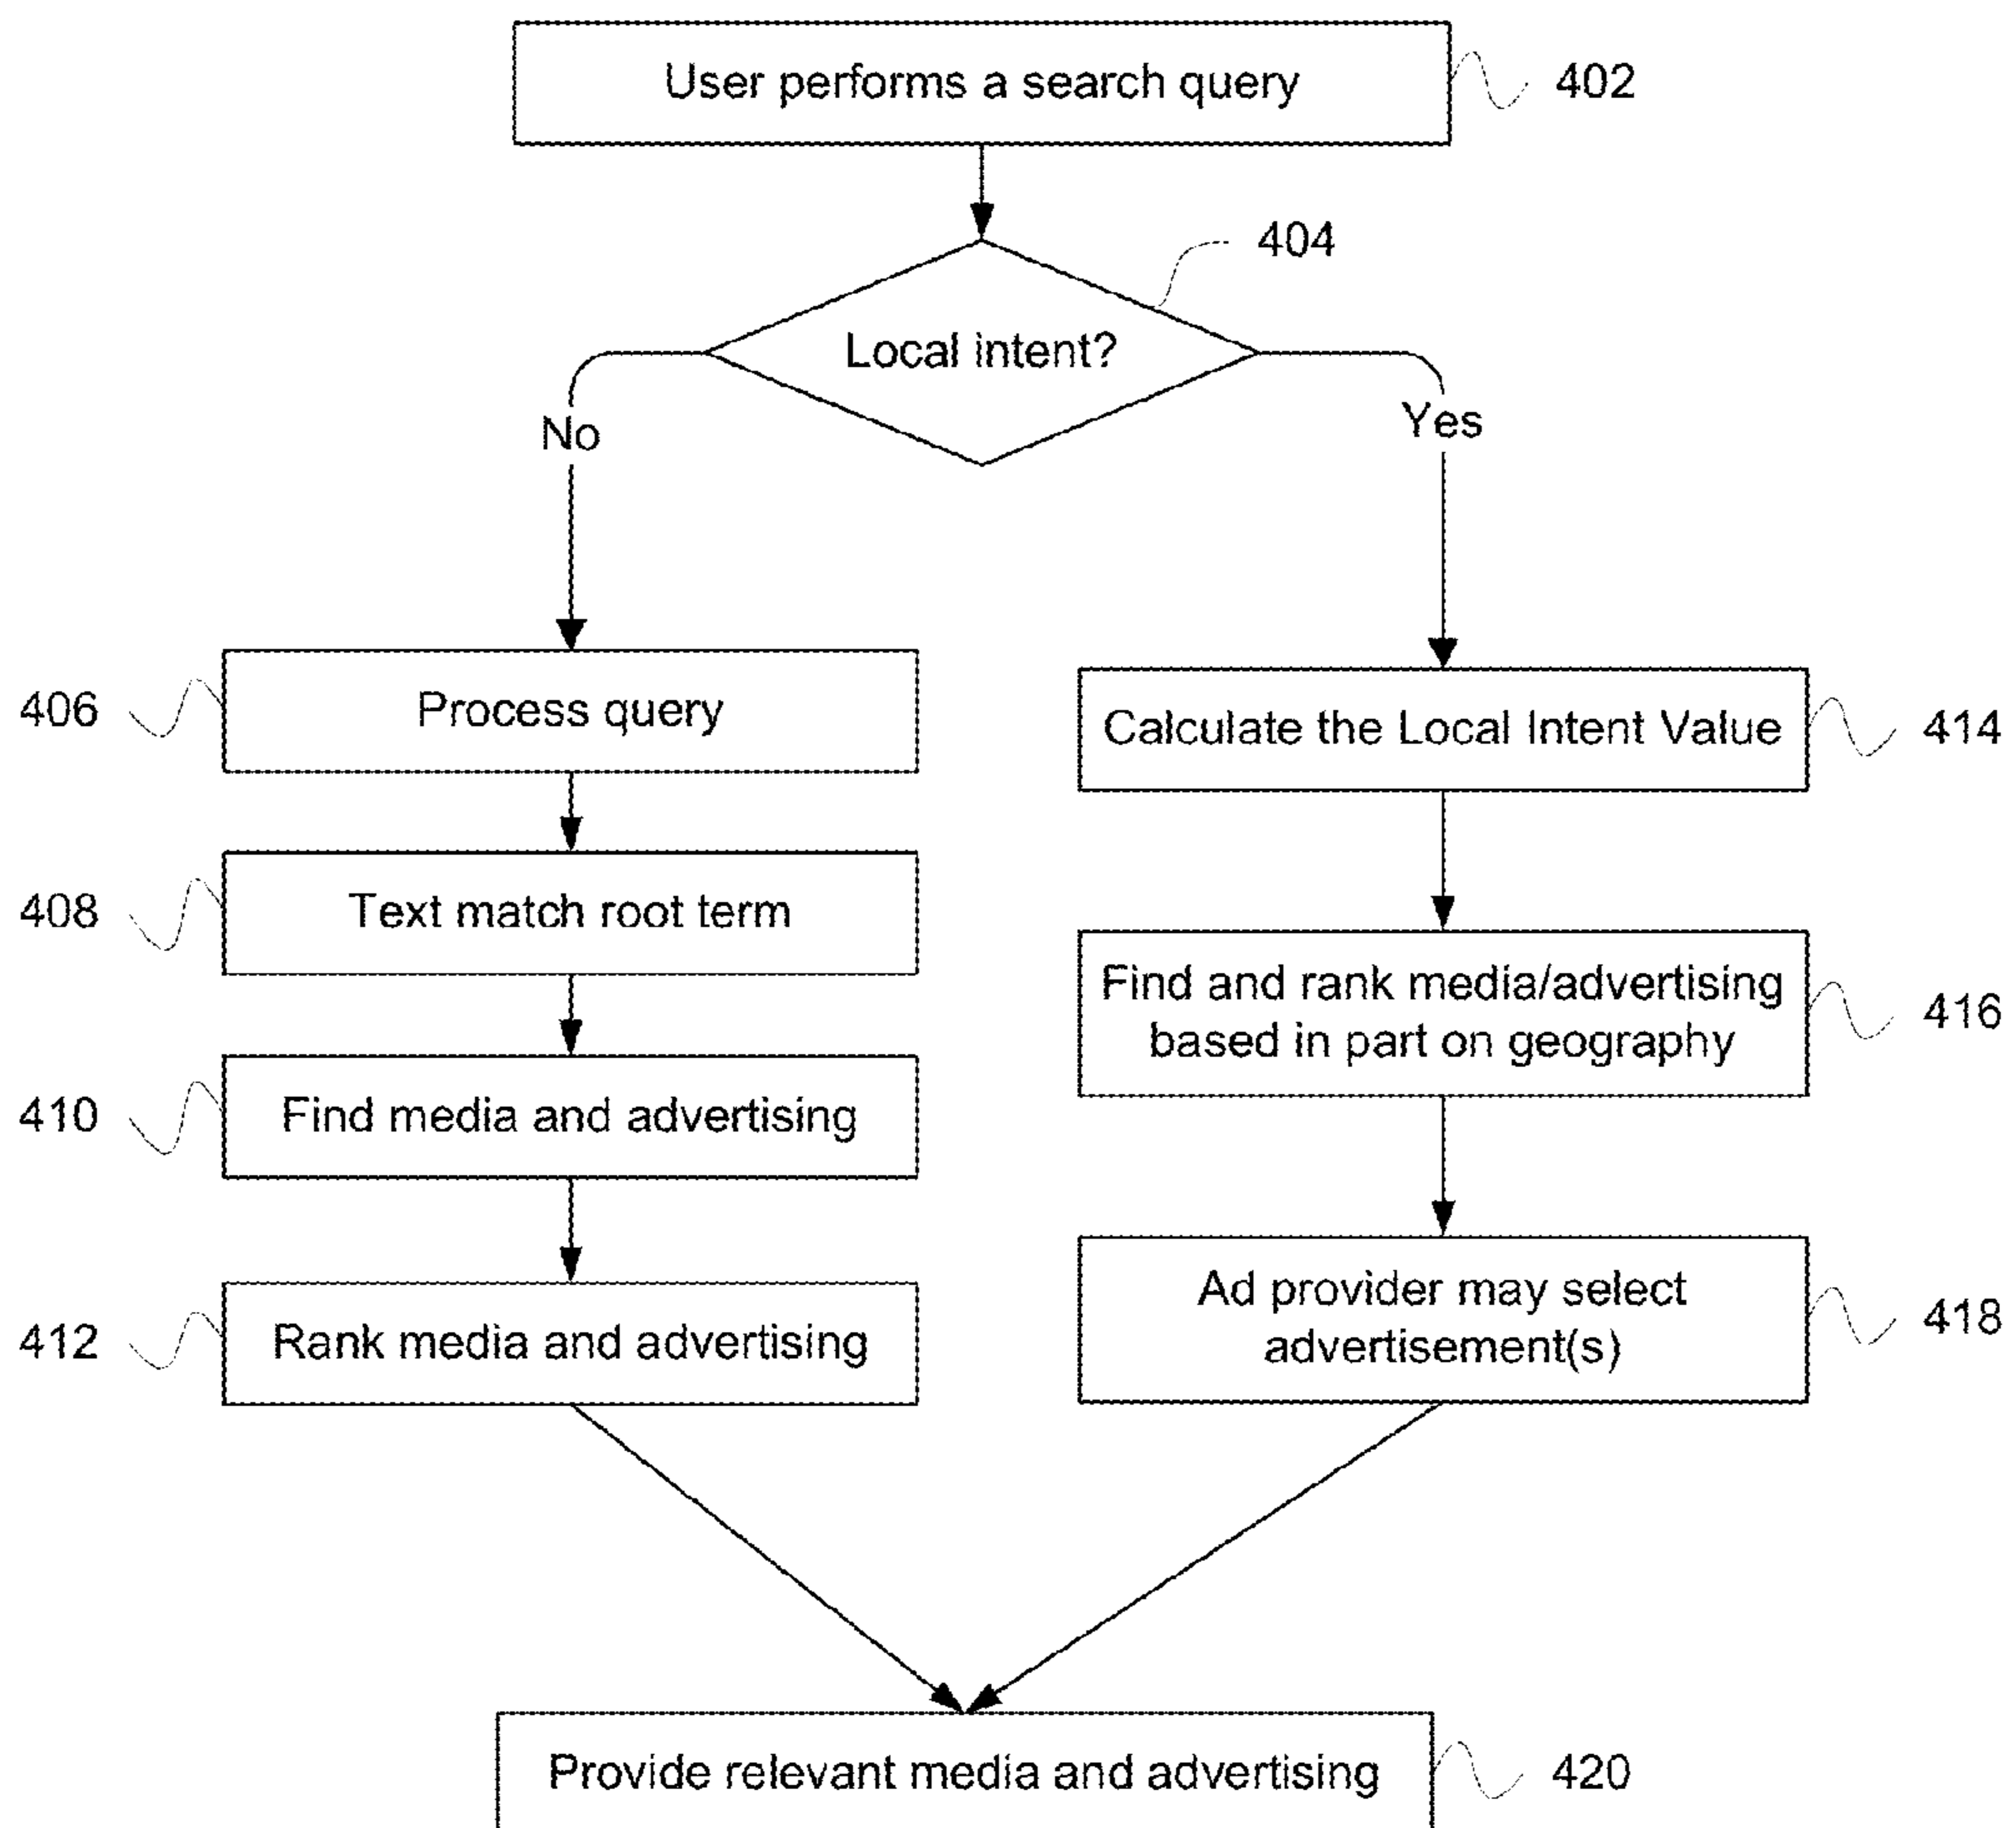 User performs a search query
402
404
Local intent?
No
Yes
406
Process query
Calculate the Local Intent Value
414
408
Text match root term
Find and rank media/advertising
based in part on geography
416
410
Find media and advertising
Ad provider may select
advertisement(s)
418
412
Rank media and advertising
Provide relevant media and advertising
420